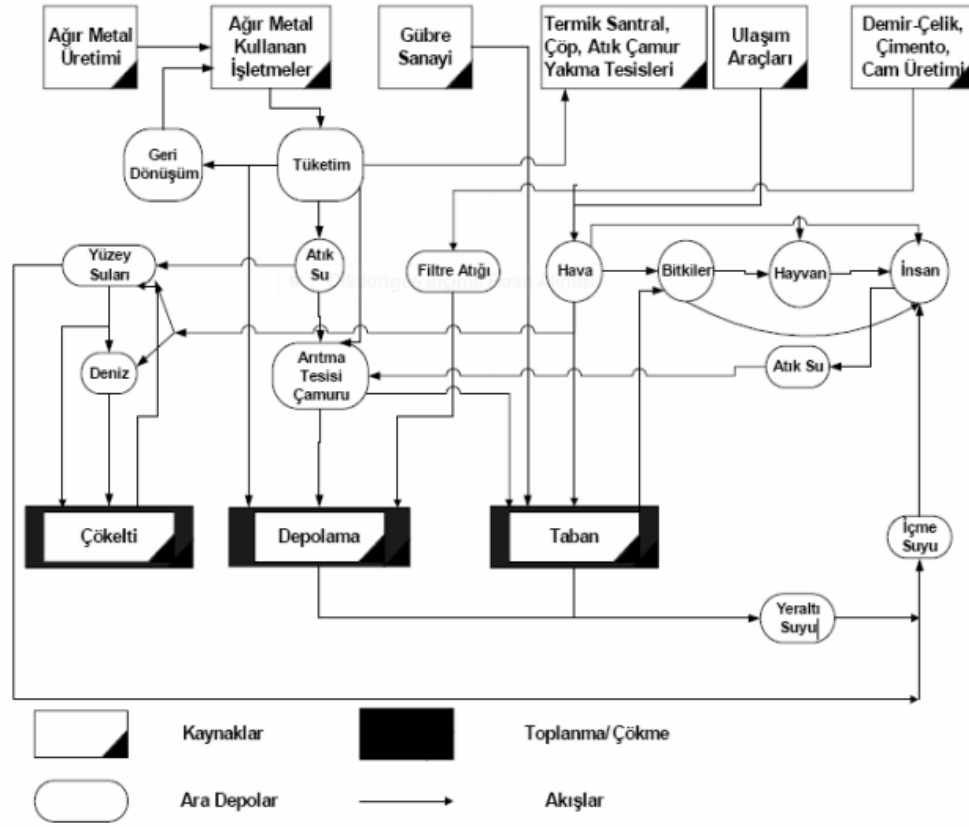 Ağır Metal
Üretimi
Ağır Metal
Kullanan
İşletmeler
Gübre
Sanayi
Termik Santral,
Çöp, Atık Çamur
Yakma Tesisleri
Ulaşım
Araçları
Demir-Çelik,
Çimento,
Cam Üretimi
Geri
Dönüşüm
Tüketim
Yüzey
Suları
Atık
Su
Filtre Atığı
Hava
Bitkiler
Hayvan
İnsan
Deniz
Arıtma
Tesisi
Çamuru
Atık Su
Çökelti
Depolama
Taban
İçme
Suyu
Yeraltı
Suyu
Kaynaklar
Toplanma/Çökme
Ara Depolar
Akışlar